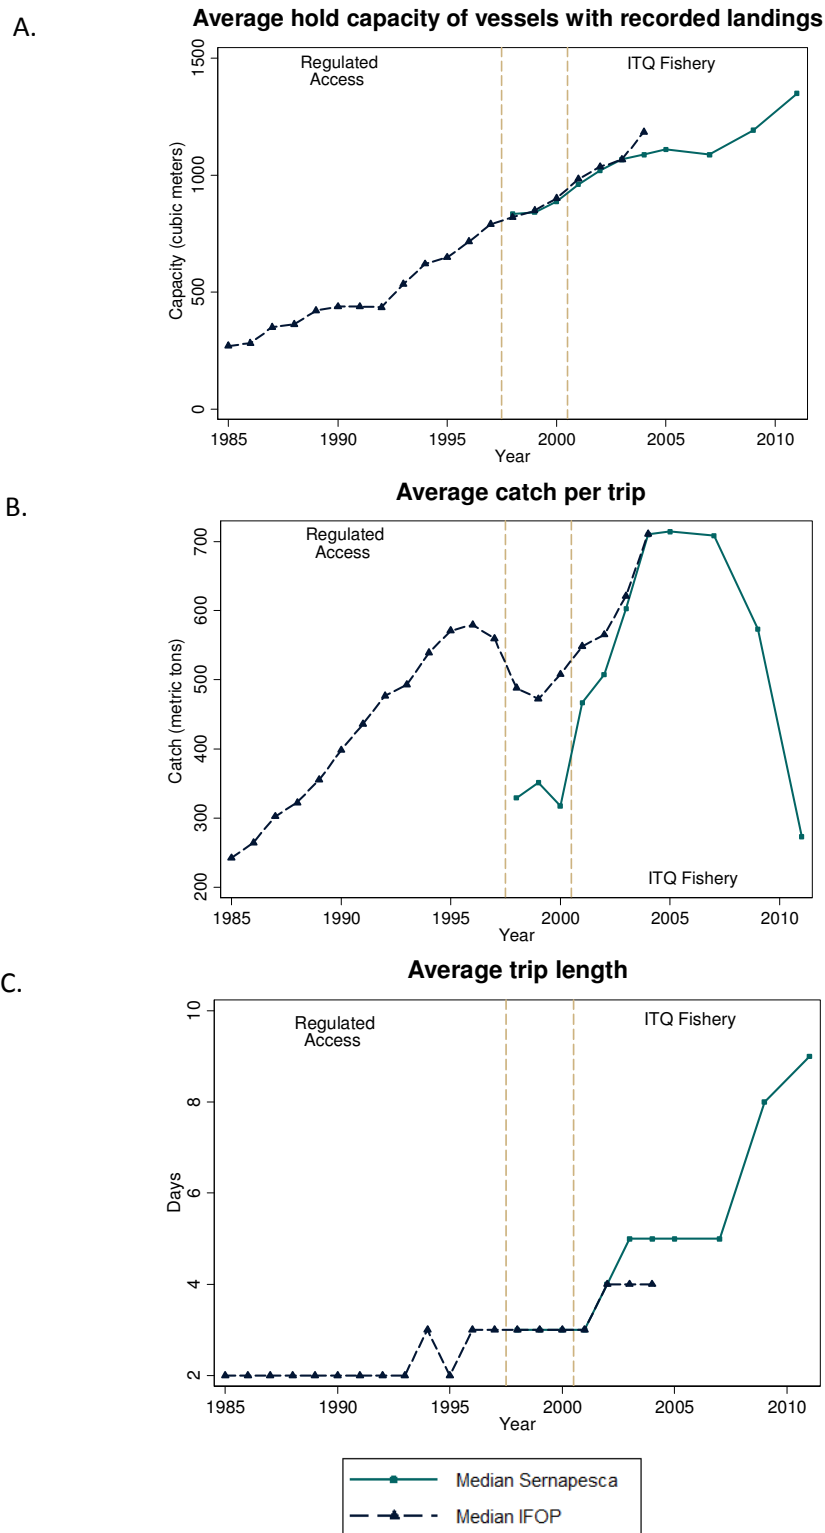 A.
Average hold capacity of vessels with recorded landings
Regulated
Access
ITQ Fishery
Capacity (cubic meters)
1500
1000
500
0
1985 1990 1995 2000 2005 2010
Year
B.
Average catch per trip
Regulated
Access
Catch (metric tons)
700
600
500
400
300
200
ITQ Fishery
1985 1990 1995 2000 2005 2010
Year
C.
Average trip length
Regulated
Access
ITQ Fishery
Days
10
8
6
4
2
1985 1990 1995 2000 2005 2010
Year
Median Sernapesca
Median IFOP